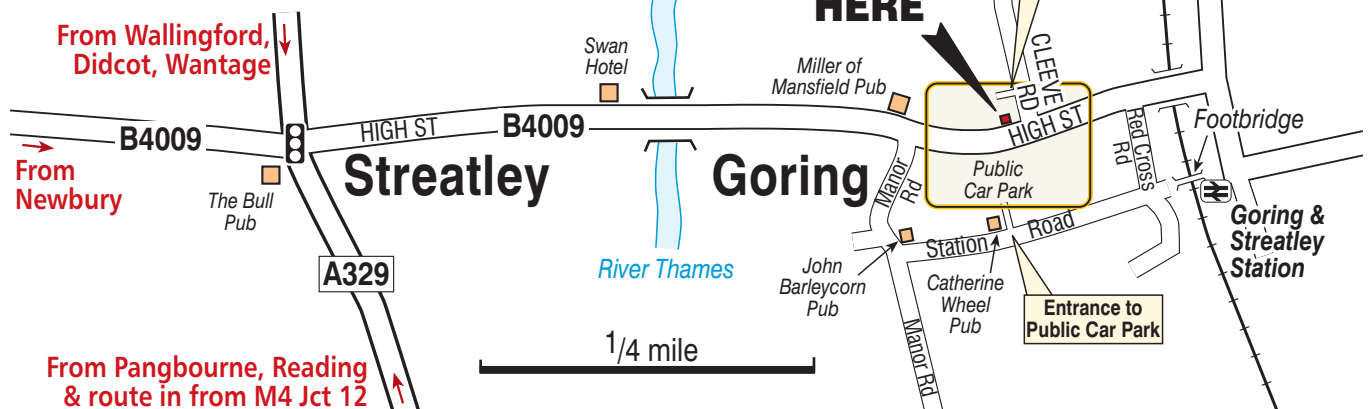 HERE
From Wallingford,
Didcot, Wantage
Swan
Hotel
Miller of
Mansfield Pub
CLEEVE
RD
B4009
HIGH ST
B4009
HIGH ST
Red Cross
Rd
Footbridge
From
Newbury
The Bull
Pub
Streatley
Goring
Manor
Rd
Public
Car Park
Goring &
Streatley
Station
A329
River Thames
Station
Road
John
Barleycorn
Pub
Catherine
Wheel
Pub
Entrance to
Public Car Park
Manor Rd
1/4 mile
From Pangbourne, Reading
& route in from M4 Jct 12